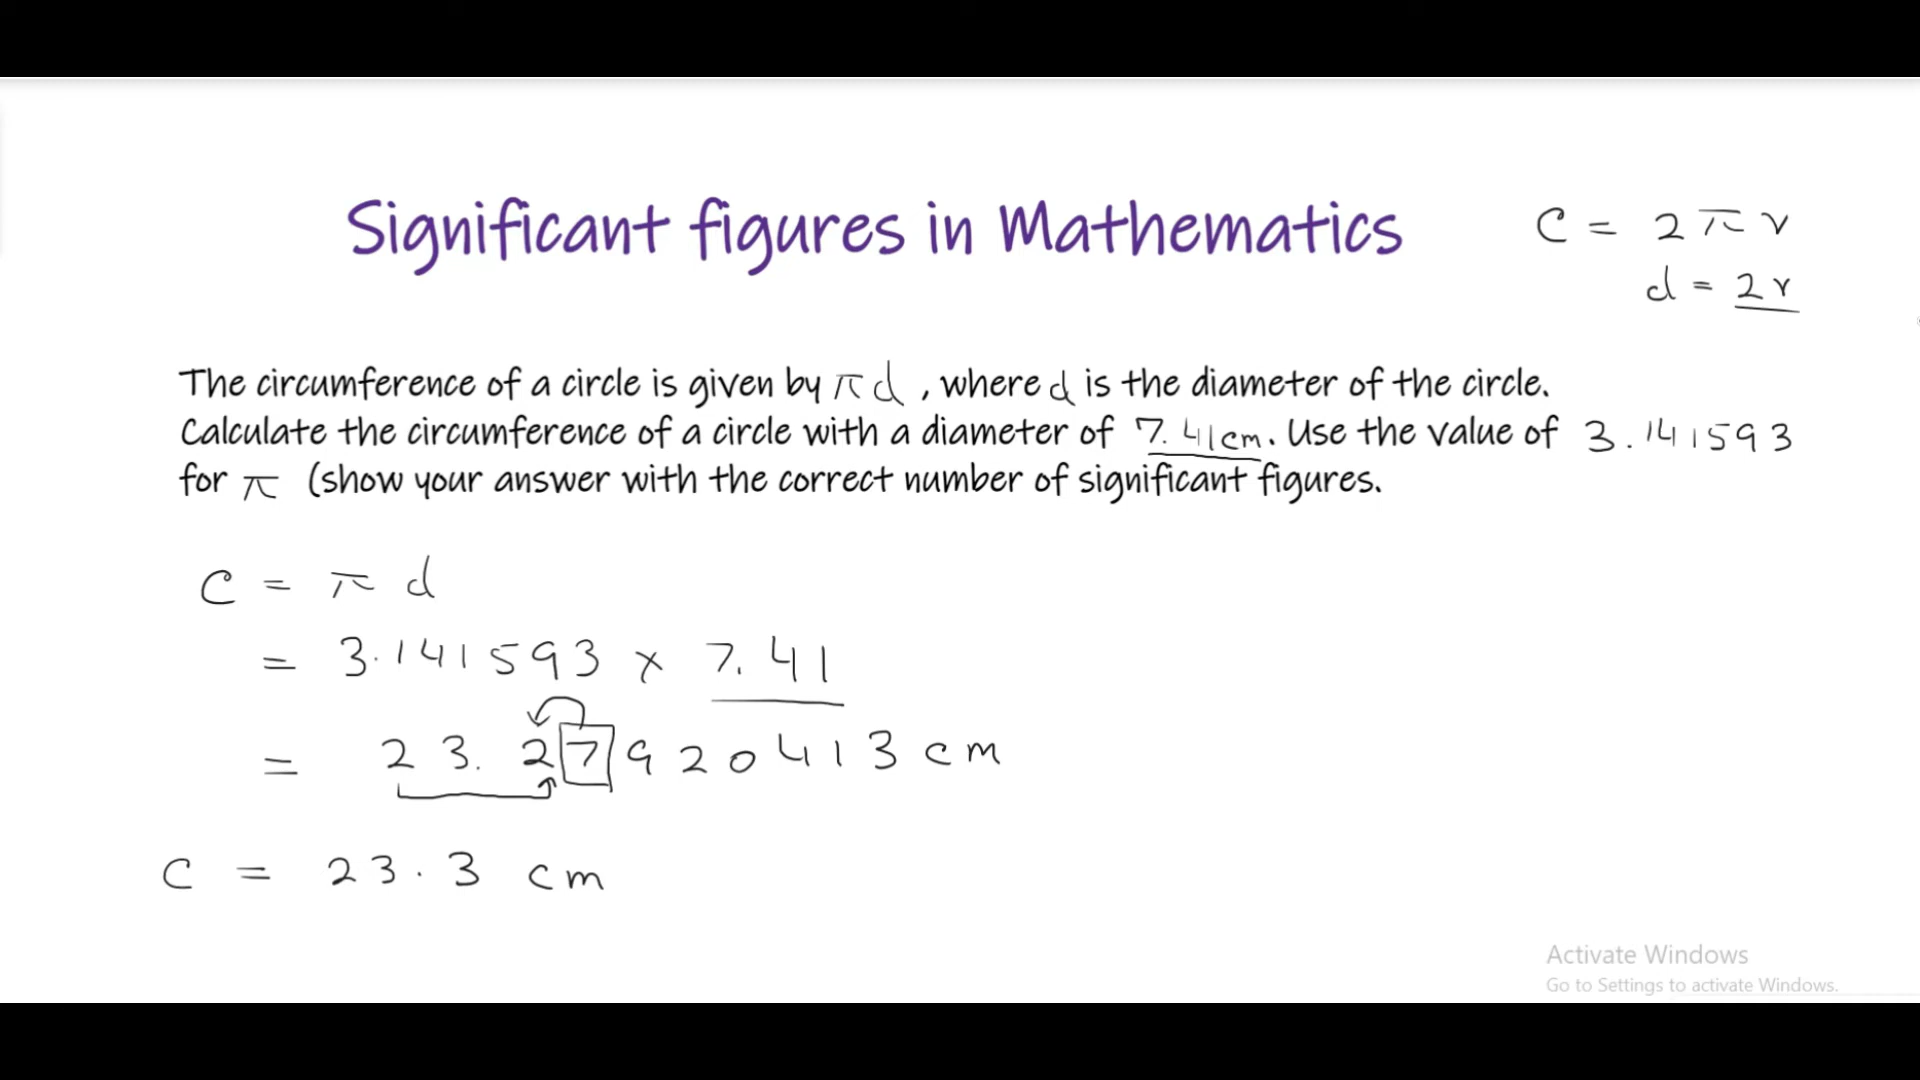 Significant figures in Mathematics
C = 2πr
d = 2r
The circumference of a circle is given by πd, where d is the diameter of the circle.
Calculate the circumference of a circle with a diameter of 7.41cm. Use the value of 3.141593
for π (show your answer with the correct number of significant figures.
C = πd
= 3.141593 x 7.41
= 23.27920413 cm
C = 23.3 cm
Activate Windows
Go to Settings to activate Windows.